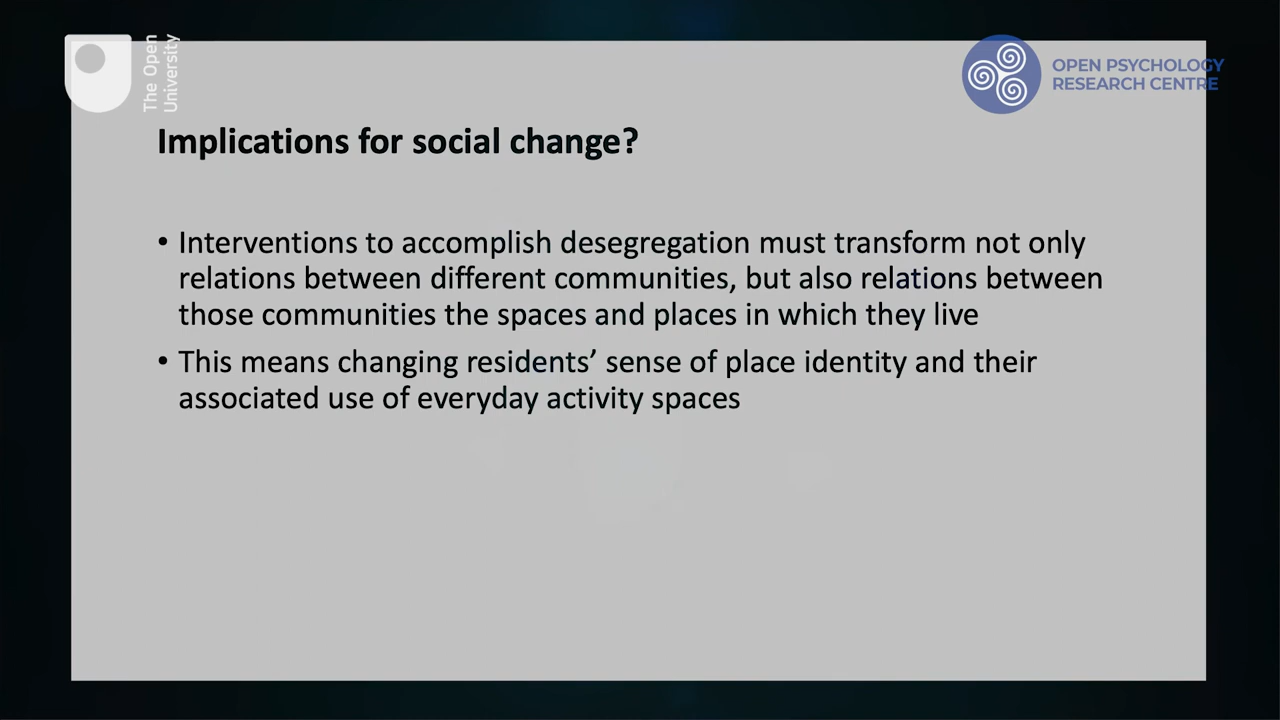 The Open
University
OPEN PSYCHOLOGY
RESEARCH CENTRE
Implications for social change?
• Interventions to accomplish desegregation must transform not only
relations between different communities, but also relations between
those communities the spaces and places in which they live
• This means changing residents’ sense of place identity and their
associated use of everyday activity spaces